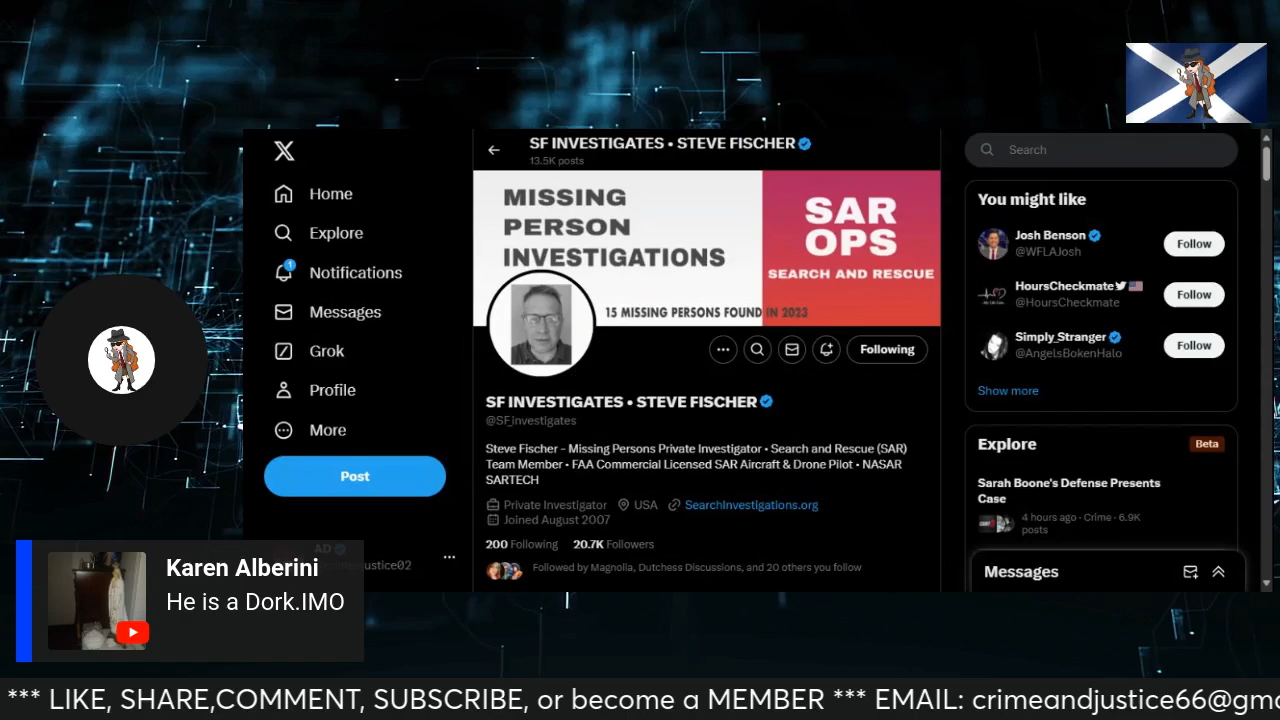 SF INVESTIGATES • STEVE FISCHER
13.5K posts
MISSING
PERSON
INVESTIGATIONS
SAR
OPS
SEARCH AND RESCUE
15 MISSING PERSONS FOUND IN 2023
Home
Explore
1
Notifications
Messages
Grok
Profile
More
Post
AD
justice02
Following
SF INVESTIGATES • STEVE FISCHER
@SF_investigates
Steve Fischer - Missing Persons Private Investigator • Search and Rescue (SAR)
Team Member • FAA Commercial Licensed SAR Aircraft & Drone Pilot • NASAR
SARTECH
Private Investigator USA SearchInvestigations.org
Joined August 2007
200 Following 20.7K Followers
Followed by Magnolia, Dutchess Discussions, and 20 others you follow
Search
You might like
Josh Benson
@WFLAJosh
Follow
HoursCheckmate
@HoursCheckmate
Follow
Simply_Stranger
@AngelsBokenHalo
Follow
Show more
Explore
Beta
Sarah Boone's Defense Presents
Case
4 hours ago · Crime · 6.9K
posts
Messages
Karen Alberini
He is a Dork.IMO
*** LIKE, SHARE,COMMENT, SUBSCRIBE, or become a MEMBER *** EMAIL: crimeandjustice66@gma